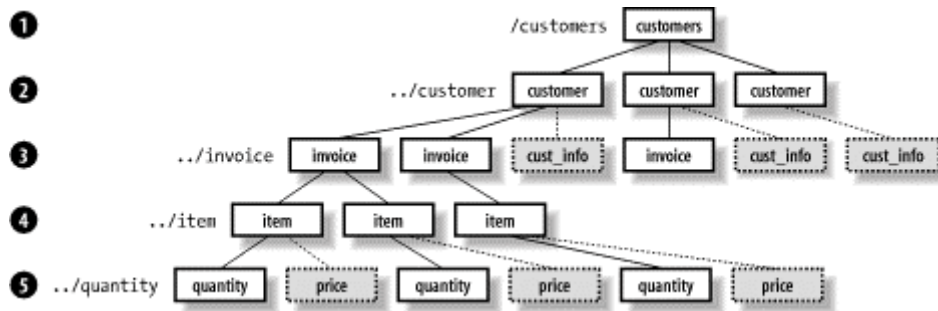 1 /customers customers
2 ../customer customer customer customer
3 ../invoice invoice invoice cust_info invoice cust_info cust_info
4 ../item item item item
5 ../quantity quantity price quantity price quantity price